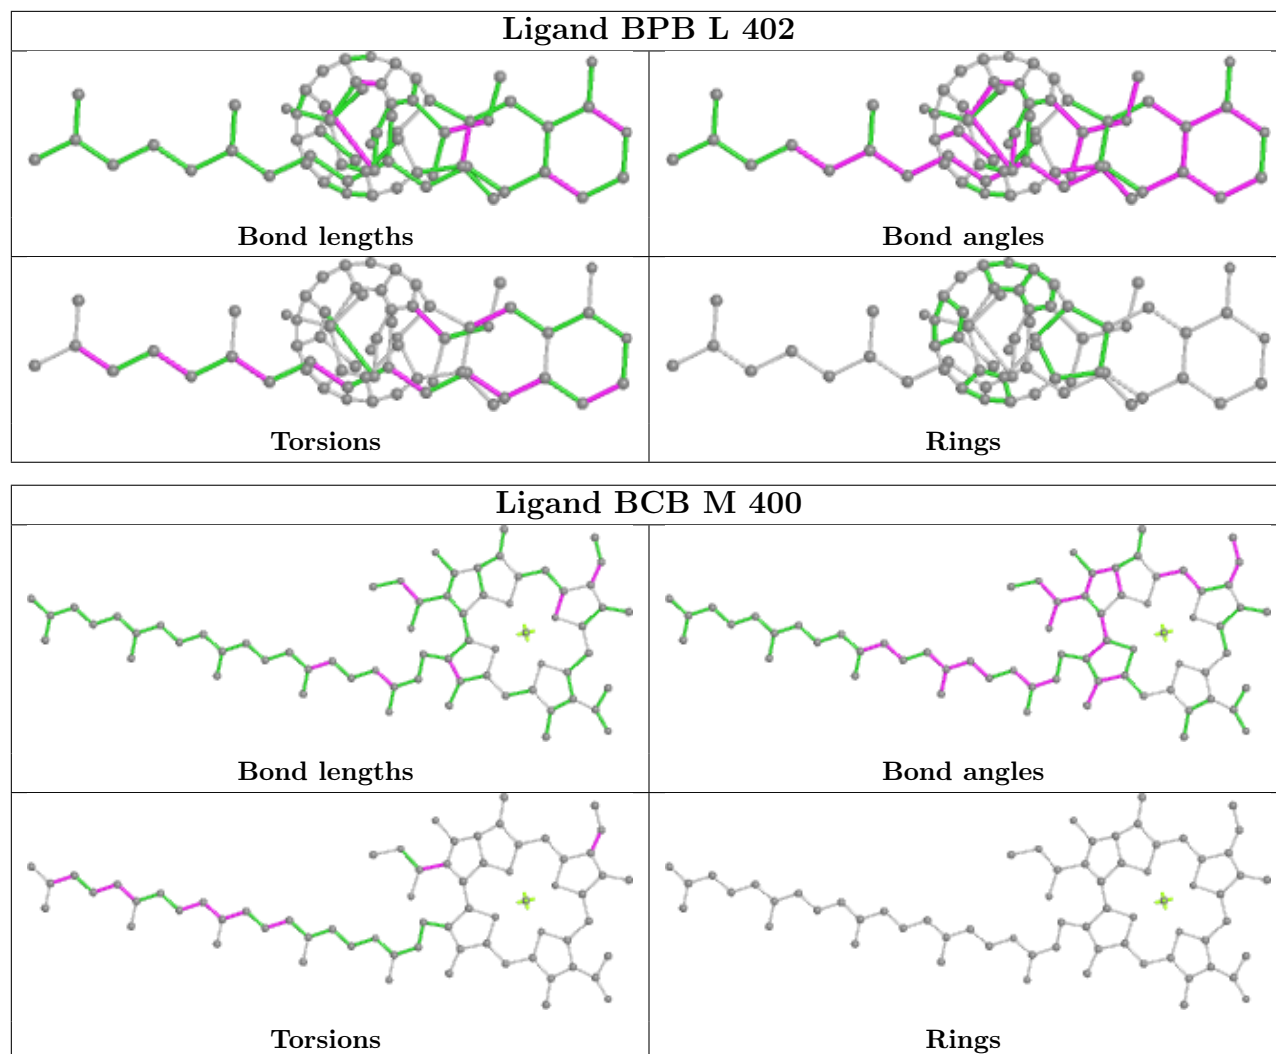 Ligand BPB L 402
Bond lengths
Bond angles
Torsions
Rings
Ligand BCB M 400
Bond lengths
Bond angles
Torsions
Rings